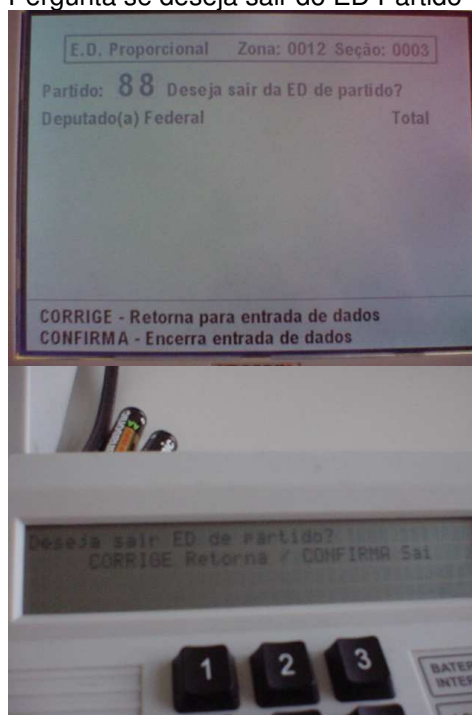 Pergunta se deseja sair do ED Partido
E.D. Proporcional Zona: 0012 Seção: 0003
Partido: 88 Deseja sair da ED de partido?
Deputado(a) Federal Total
CORRIGE - Retorna para entrada de dados
CONFIRMA - Encerra entrada de dados
Deseja sair ED de partido?
CORRIGE Retorna / CONFIRMA Sai
1 2 3